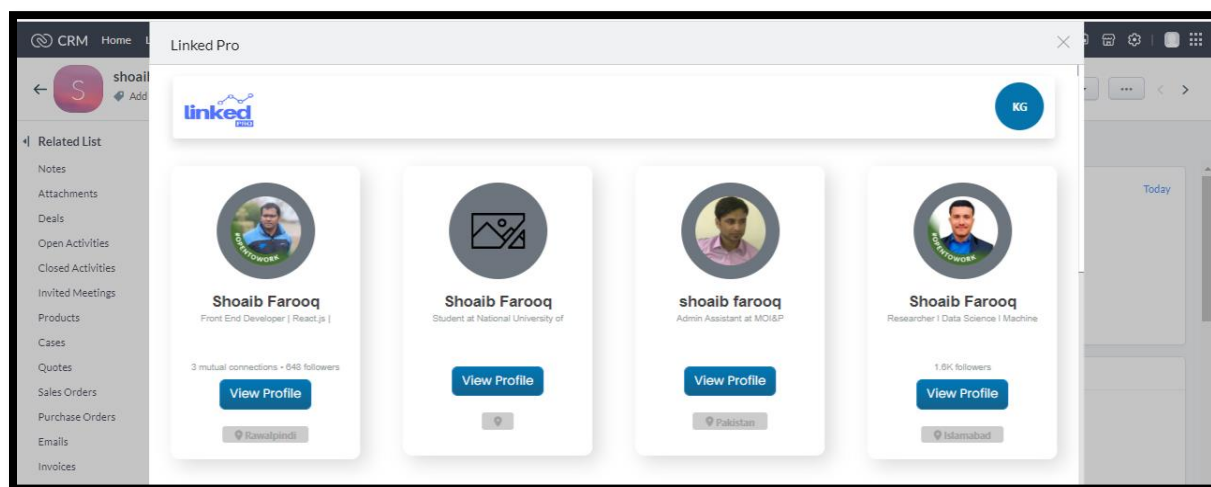 CRM Home L
Linked Pro
shoaib
Add
S
linked
PRO
KG
Related List
Notes
Attachments
Deals
Open Activities
Closed Activities
Invited Meetings
Products
Cases
Quotes
Sales Orders
Purchase Orders
Emails
Invoices
Today
#OPENTOWORK
Shoaib Farooq
Front End Developer | React.js |
3 mutual connections • 648 followers
View Profile
Rawalpindi
Shoaib Farooq
Student at National University of
View Profile
shoaib farooq
Admin Assistant at MOI&P
View Profile
Pakistan
#OPENTOWORK
Shoaib Farooq
Researcher I Data Science I Machine
1.6K followers
View Profile
Islamabad